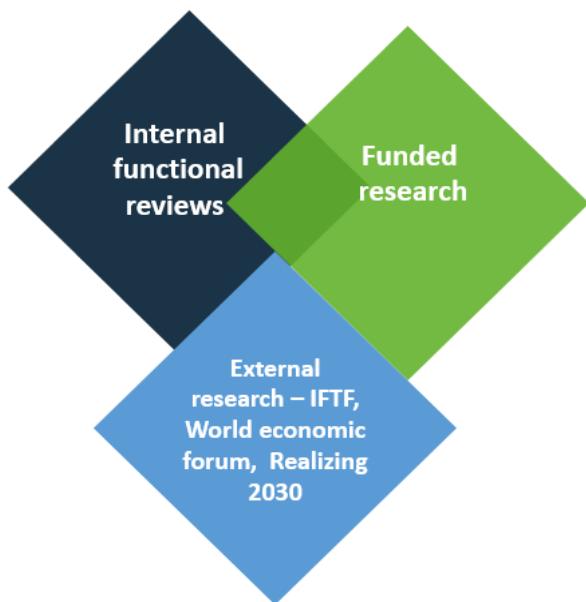 Internal
functional
reviews
Funded
research
External
research – IFTF,
World economic
forum,  Realizing
2030